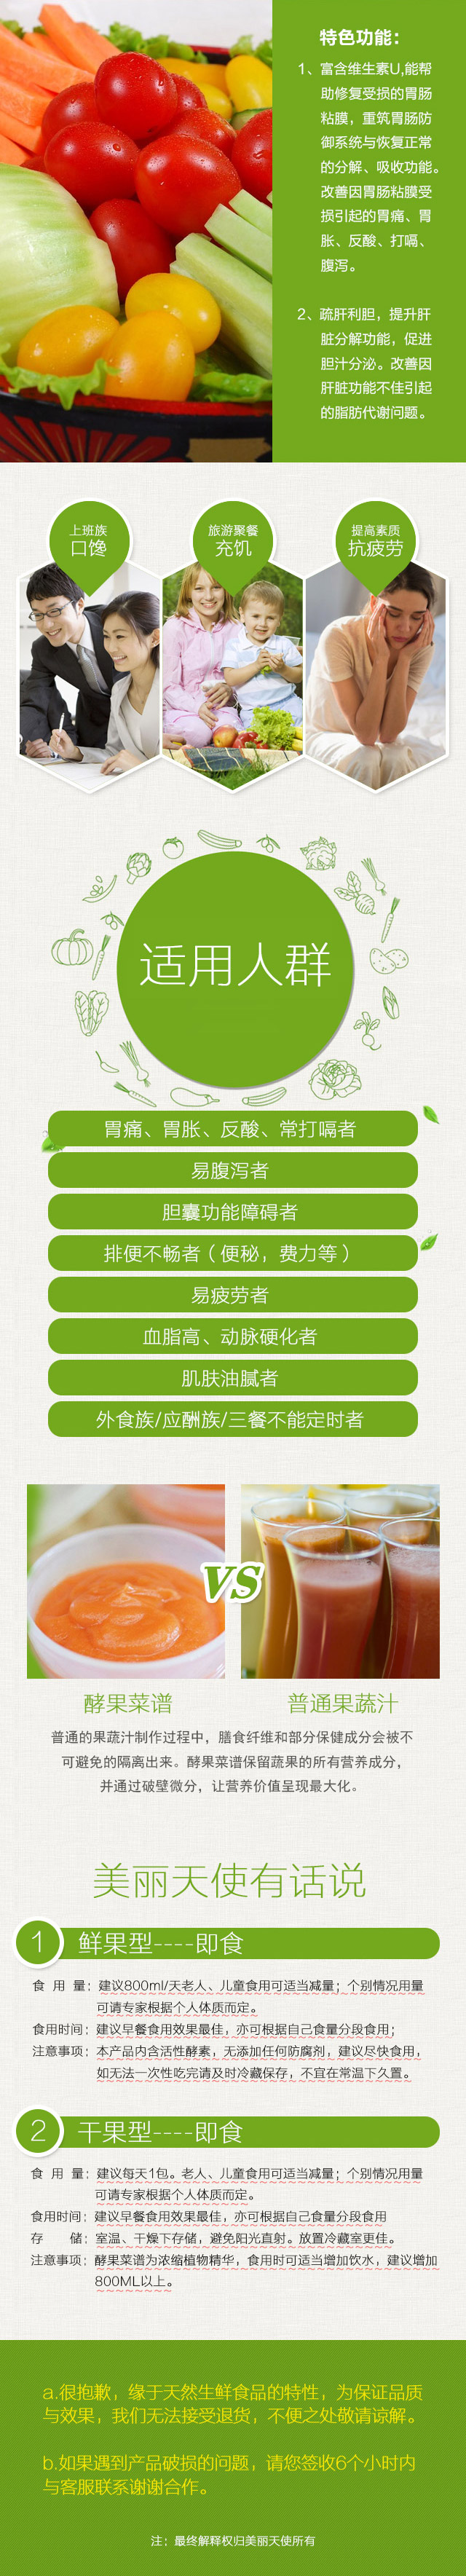 特色功能：
1、富含维生素U,能帮
助修复受损的胃肠
粘膜，重筑胃肠防
御系统与恢复正常
的分解、吸收功能。
改善因胃肠粘膜受
损引起的胃痛、胃
胀、反酸、打嗝、
腹泻。
2、疏肝利胆，提升肝
脏分解功能，促进
胆汁分泌。改善因
肝脏功能不佳引起
的脂肪代谢问题。
上班族
口馋
旅游聚餐
充饥
提高素质
抗疲劳
适用人群
胃痛、胃胀、反酸、常打嗝者
易腹泻者
胆囊功能障碍者
排便不畅者（便秘，费力等）
易疲劳者
血脂高、动脉硬化者
肌肤油腻者
外食族/应酬族/三餐不能定时者
VS
酵果菜谱
普通果蔬汁
普通的果蔬汁制作过程中，膳食纤维和部分保健成分会被不
可避免的隔离出来。酵果菜谱保留蔬果的所有营养成分，
并通过破壁微分，让营养价值呈现最大化。
美丽天使有话说
1 鲜果型----即食
食 用 量：建议800ml/天老人、儿童食用可适当减量；个别情况用量
可请专家根据个人体质而定。
食用时间：建议早餐食用效果最佳，亦可根据自己食量分段食用；
注意事项：本产品内含活性酵素，无添加任何防腐剂，建议尽快食用，
如无法一次性吃完请及时冷藏保存，不宜在常温下久置。
2 干果型----即食
食 用 量：建议每天1包。老人、儿童食用可适当减量；个别情况用量
可请专家根据个人体质而定。
食用时间：建议早餐食用效果最佳，亦可根据自己食量分段食用
存 储：室温、干燥下存储，避免阳光直射。放置冷藏室更佳。
注意事项：酵果菜谱为浓缩植物精华，食用时可适当增加饮水，建议增加
800ML以上。
a.很抱歉，缘于天然生鲜食品的特性，为保证品质
与效果，我们无法接受退货，不便之处敬请谅解。
b.如果遇到产品破损的问题，请您签收6个小时内
与客服联系谢谢合作。
注：最终解释权归美丽天使所有